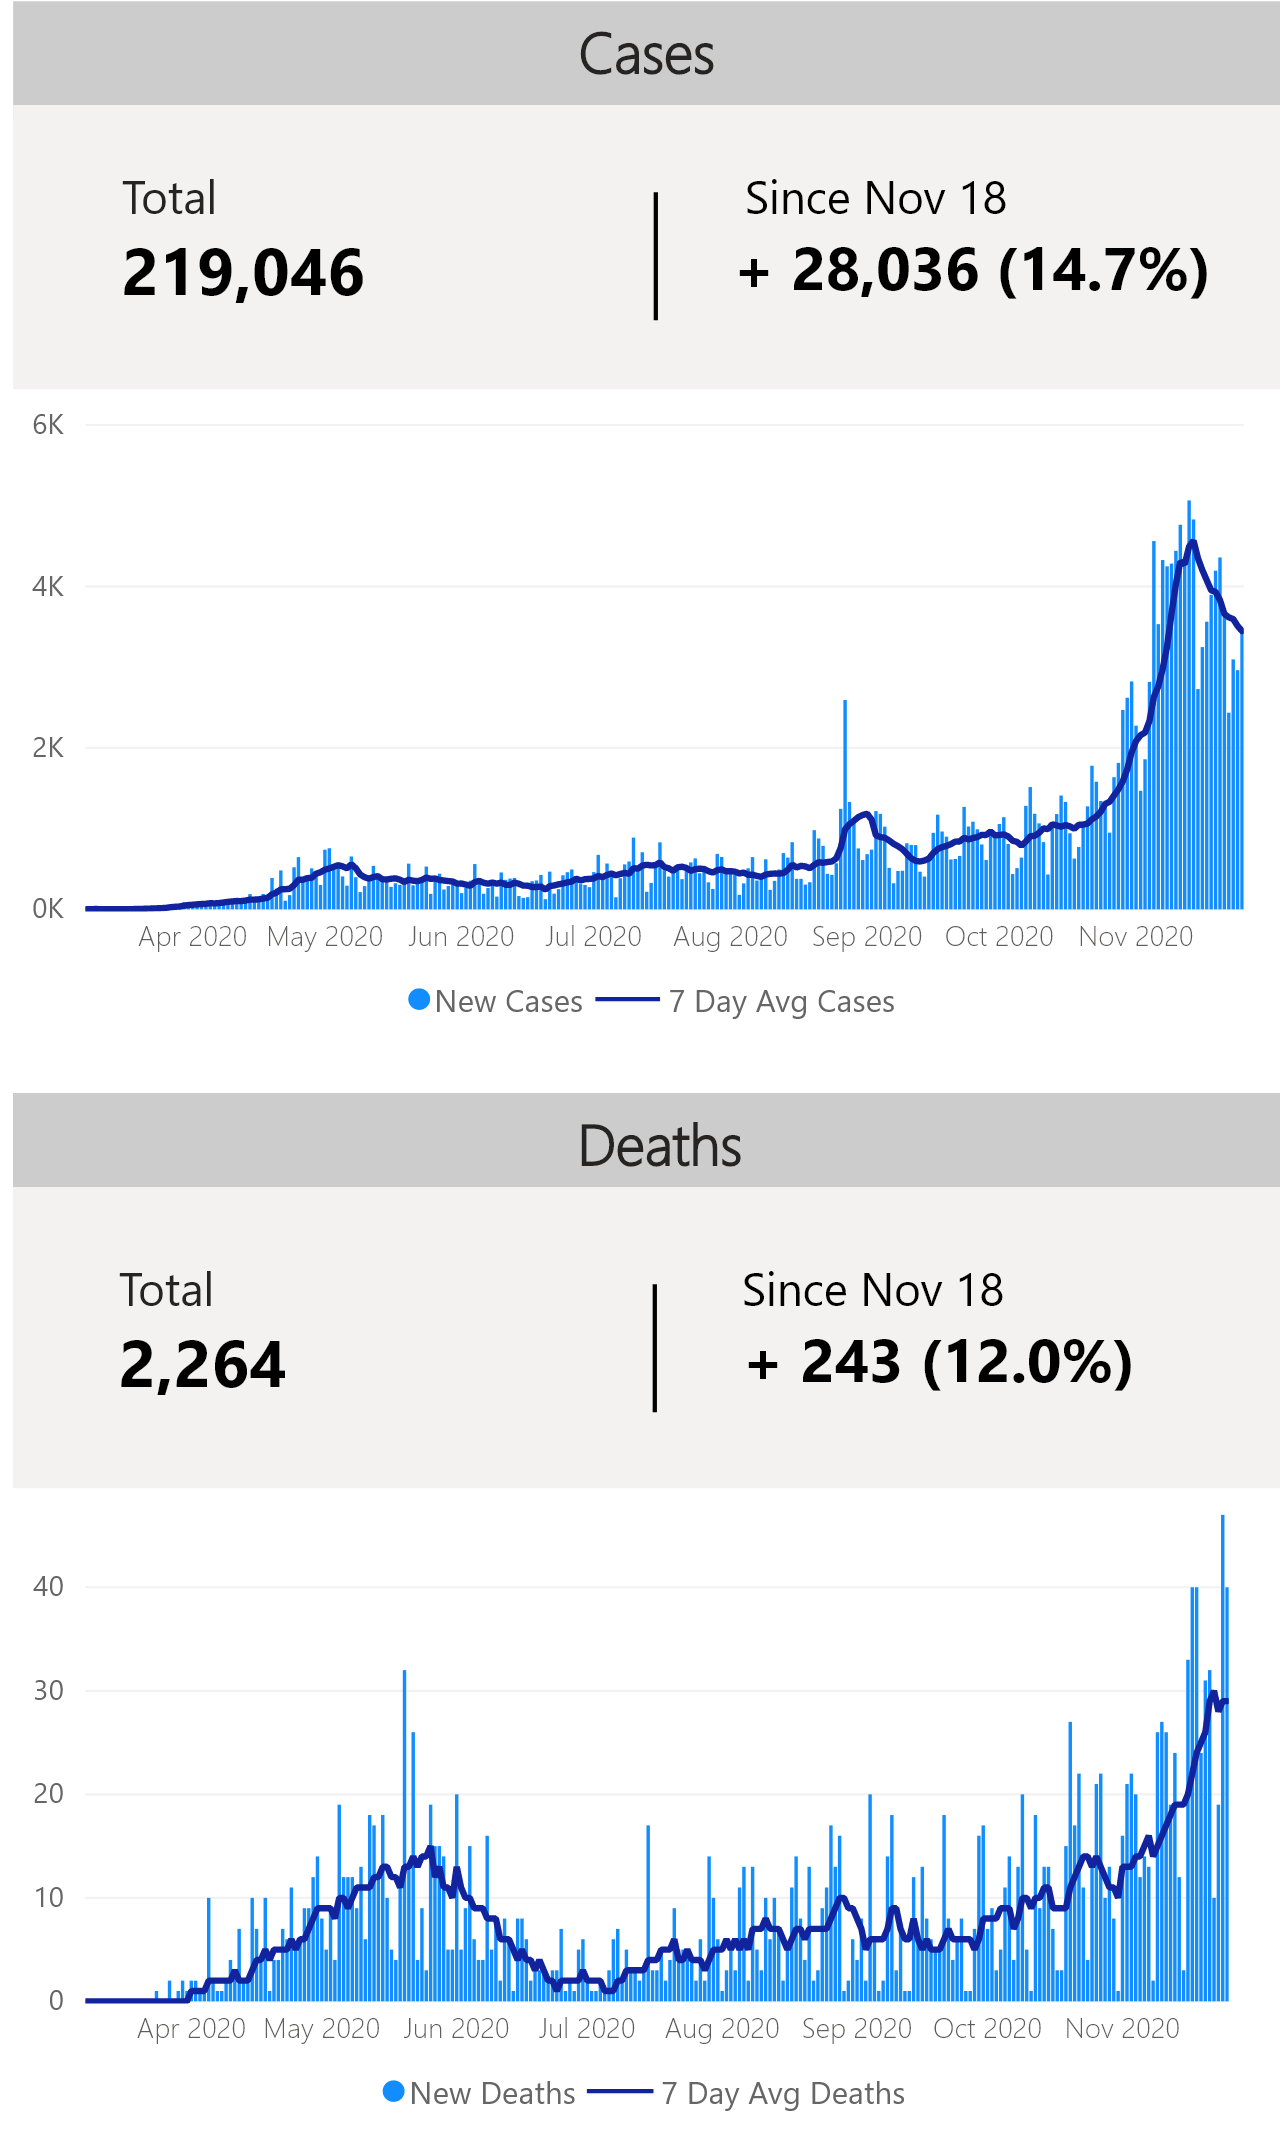 Cases
Total
Since Nov 18
219,046
+ 28,036 (14.7%)
6K
4K
2K
0K
Apr 2020 May 2020 Jun 2020 Jul 2020 Aug 2020 Sep 2020 Oct 2020 Nov 2020
New Cases 7 Day Avg Cases
Deaths
Total
Since Nov 18
2,264
+ 243 (12.0%)
40
30
20
10
0
Apr 2020 May 2020 Jun 2020 Jul 2020 Aug 2020 Sep 2020 Oct 2020 Nov 2020
New Deaths 7 Day Avg Deaths